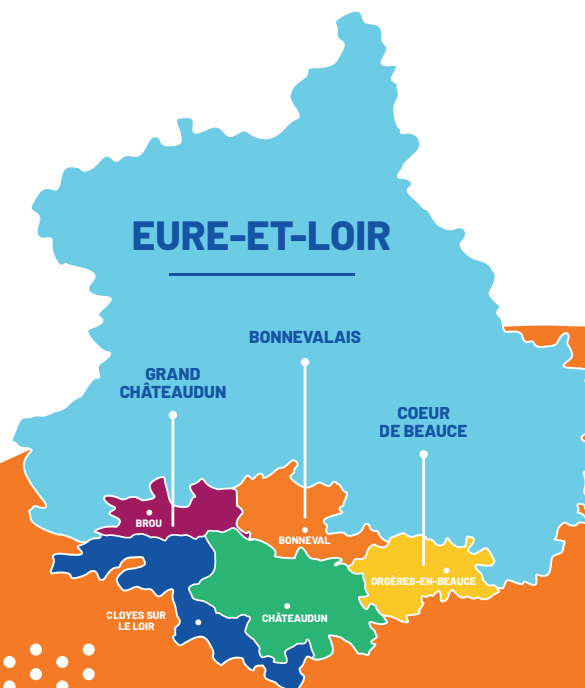 EURE-ET-LOIR
BONNEVALAIS
GRAND
CHÂTEAUDUN
COEUR
DE BEAUCE
BROU
BONNEVAL
ORGÈRES-EN-BEAUCE
CLOYES SUR
LE LOIR
CHÂTEAUDUN